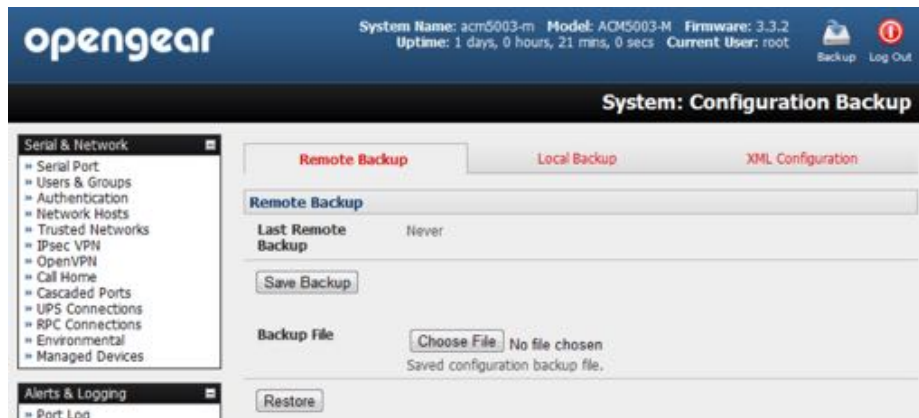 opengear
System Name: acm5003-m Model: ACM5003-M Firmware: 3.3.2
Uptime: 1 days, 0 hours, 21 mins, 0 secs Current User: root
Backup Log Out
System: Configuration Backup
Serial & Network
» Serial Port
» Users & Groups
» Authentication
» Network Hosts
» Trusted Networks
» IPsec VPN
» OpenVPN
» Call Home
» Cascaded Ports
» UPS Connections
» RPC Connections
» Environmental
» Managed Devices
Alerts & Logging
» Port Log
Remote Backup Local Backup XML Configuration
Remote Backup
Last Remote Never
Backup
Save Backup
Backup File Choose File No file chosen
Saved configuration backup file.
Restore